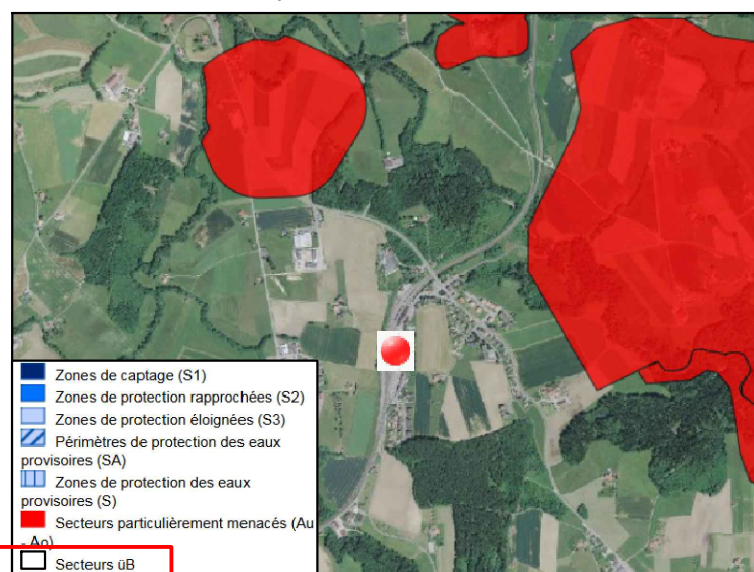 Zones de captage (S1)
Zones de protection rapprochées (S2)
Zones de protection éloignées (S3)
Périmètres de protection des eaux
provisoires (SA)
Zones de protection des eaux
provisoires (S)
Secteurs particulièrement menacés (Au
- Ao)
Secteurs üB